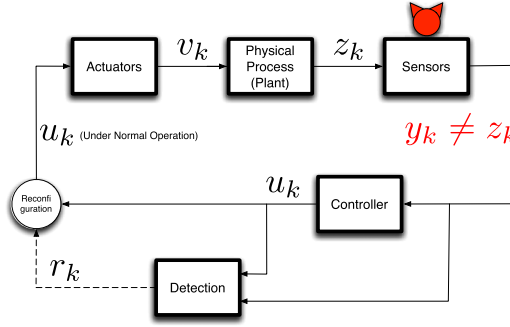 v_k
z_k
Actuators
Physical
Process
(Plant)
Sensors
u_k (Under Normal Operation)
y_k ≠ z_k
u_k
Reconfi
guration
Controller
r_k
Detection